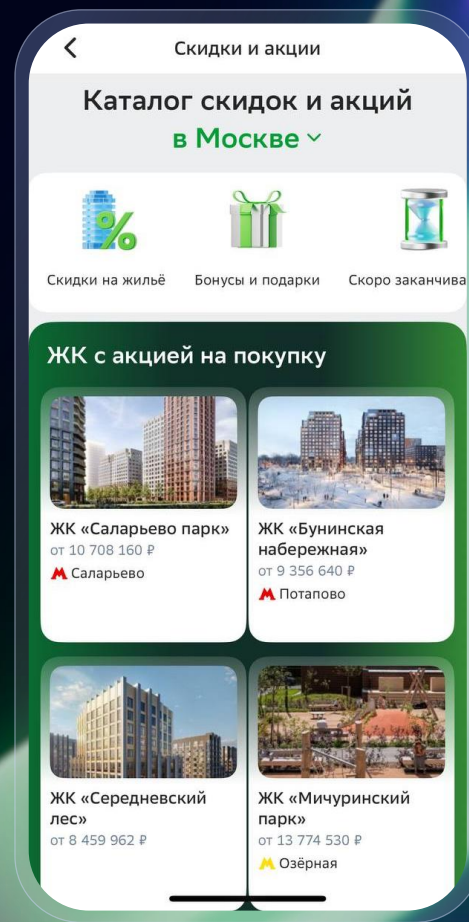 Скидки и акции
Каталог скидок и акций
в Москве
Скидки на жильё
Бонусы и подарки
Скоро заканчива
ЖК с акцией на покупку
ЖК «Саларьево парк»
от 10 708 160 ₽
Саларьево
ЖК «Бунинская
набережная»
от 9 356 640 ₽
Потапово
ЖК «Середневский
лес»
от 8 459 962 ₽
ЖК «Мичуринский
парк»
от 13 774 530 ₽
Озёрная